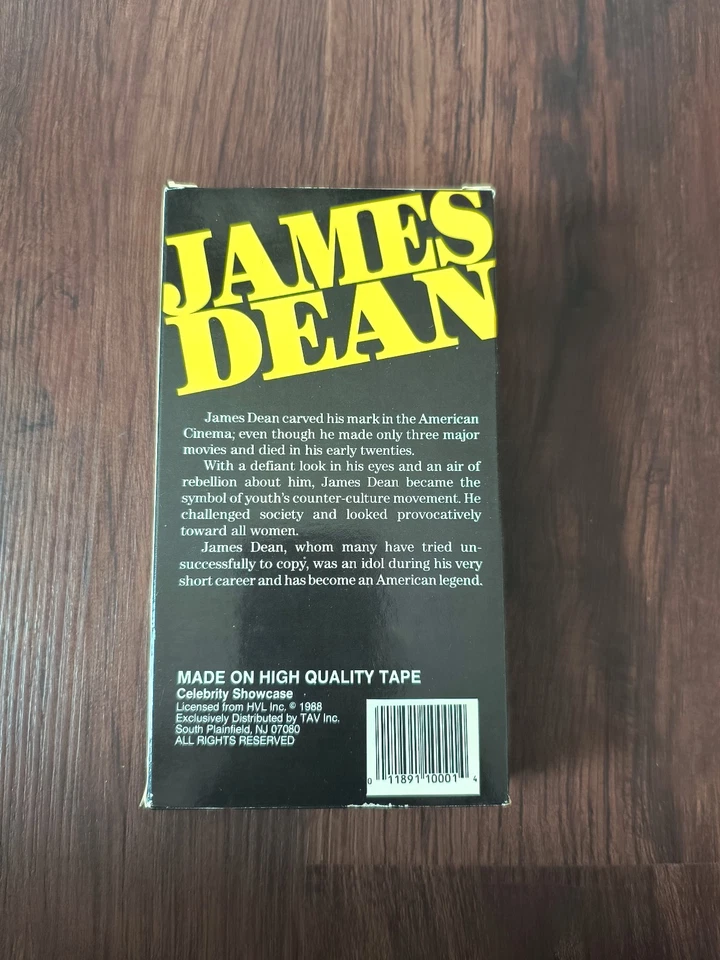 JAMES
DEAN
James Dean carved his mark in the American
Cinema; even though he made only three major
movies and died in his early twenties.
With a defiant look in his eyes and an air of
rebellion about him, James Dean became the
symbol of youth's counter-culture movement. He
challenged society and looked provocatively
toward all women.
James Dean, whom many have tried un-
successfully to copy, was an idol during his very
short career and has become an American legend.
MADE ON HIGH QUALITY TAPE
Celebrity Showcase
Licensed from HVL Inc. © 1988
Exclusively Distributed by TAV Inc.
South Plainfield, NJ 07080
ALL RIGHTS RESERVED
0 11891 10001 4